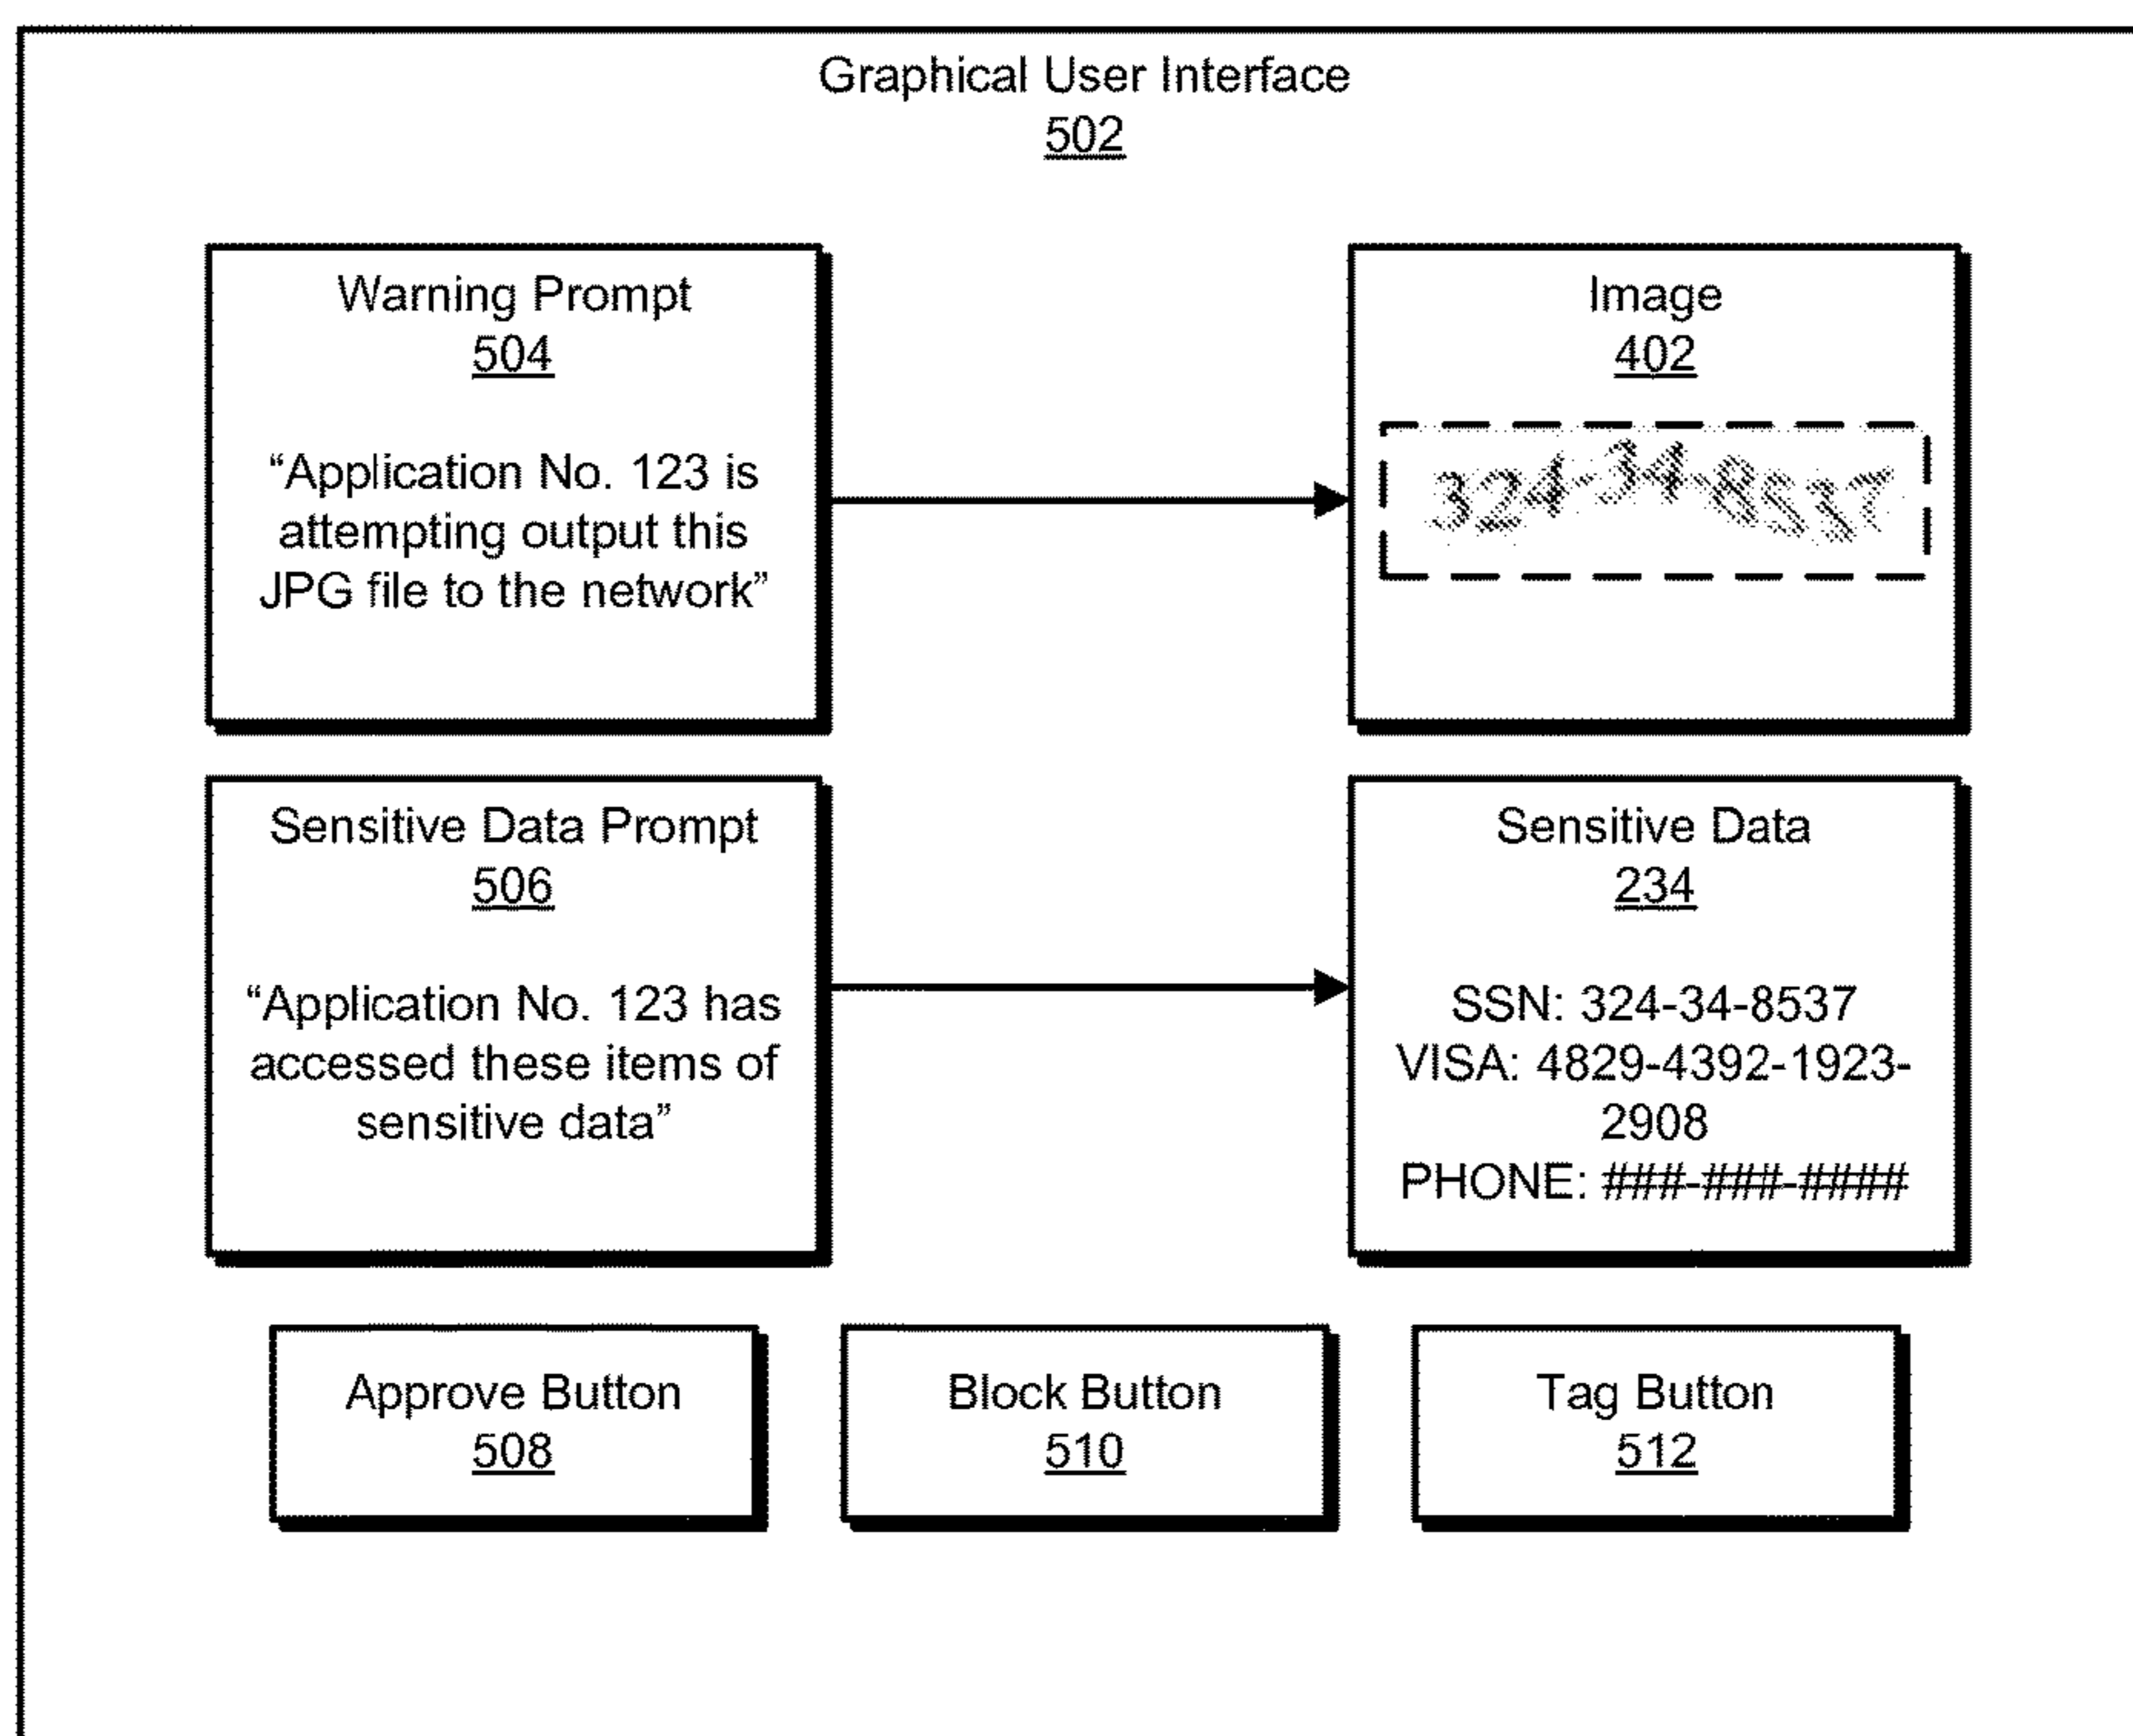 Graphical User Interface
502
Warning Prompt
504
“Application No. 123 is
attempting output this
JPG file to the network”
Image
402
324-34-8537
Sensitive Data Prompt
506
“Application No. 123 has
accessed these items of
sensitive data”
Sensitive Data
234
SSN: 324-34-8537
VISA: 4829-4392-1923-
2908
PHONE: ###-###-####
Approve Button
508
Block Button
510
Tag Button
512